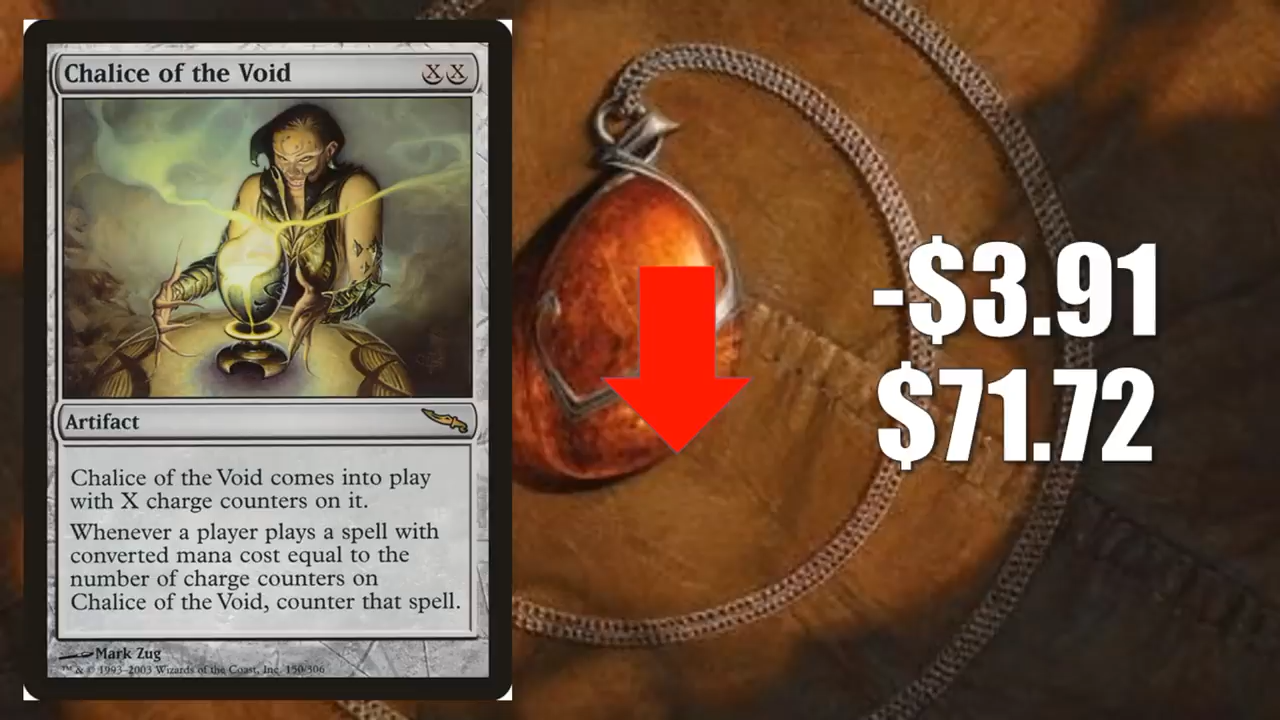 Chalice of the Void XX
Artifact
Chalice of the Void comes into play
with X charge counters on it.
Whenever a player plays a spell with
converted mana cost equal to the
number of charge counters on
Chalice of the Void, counter that spell.
Mark Zug
™ & © 1993–2003 Wizards of the Coast, Inc. 150/306
-$3.91
$71.72